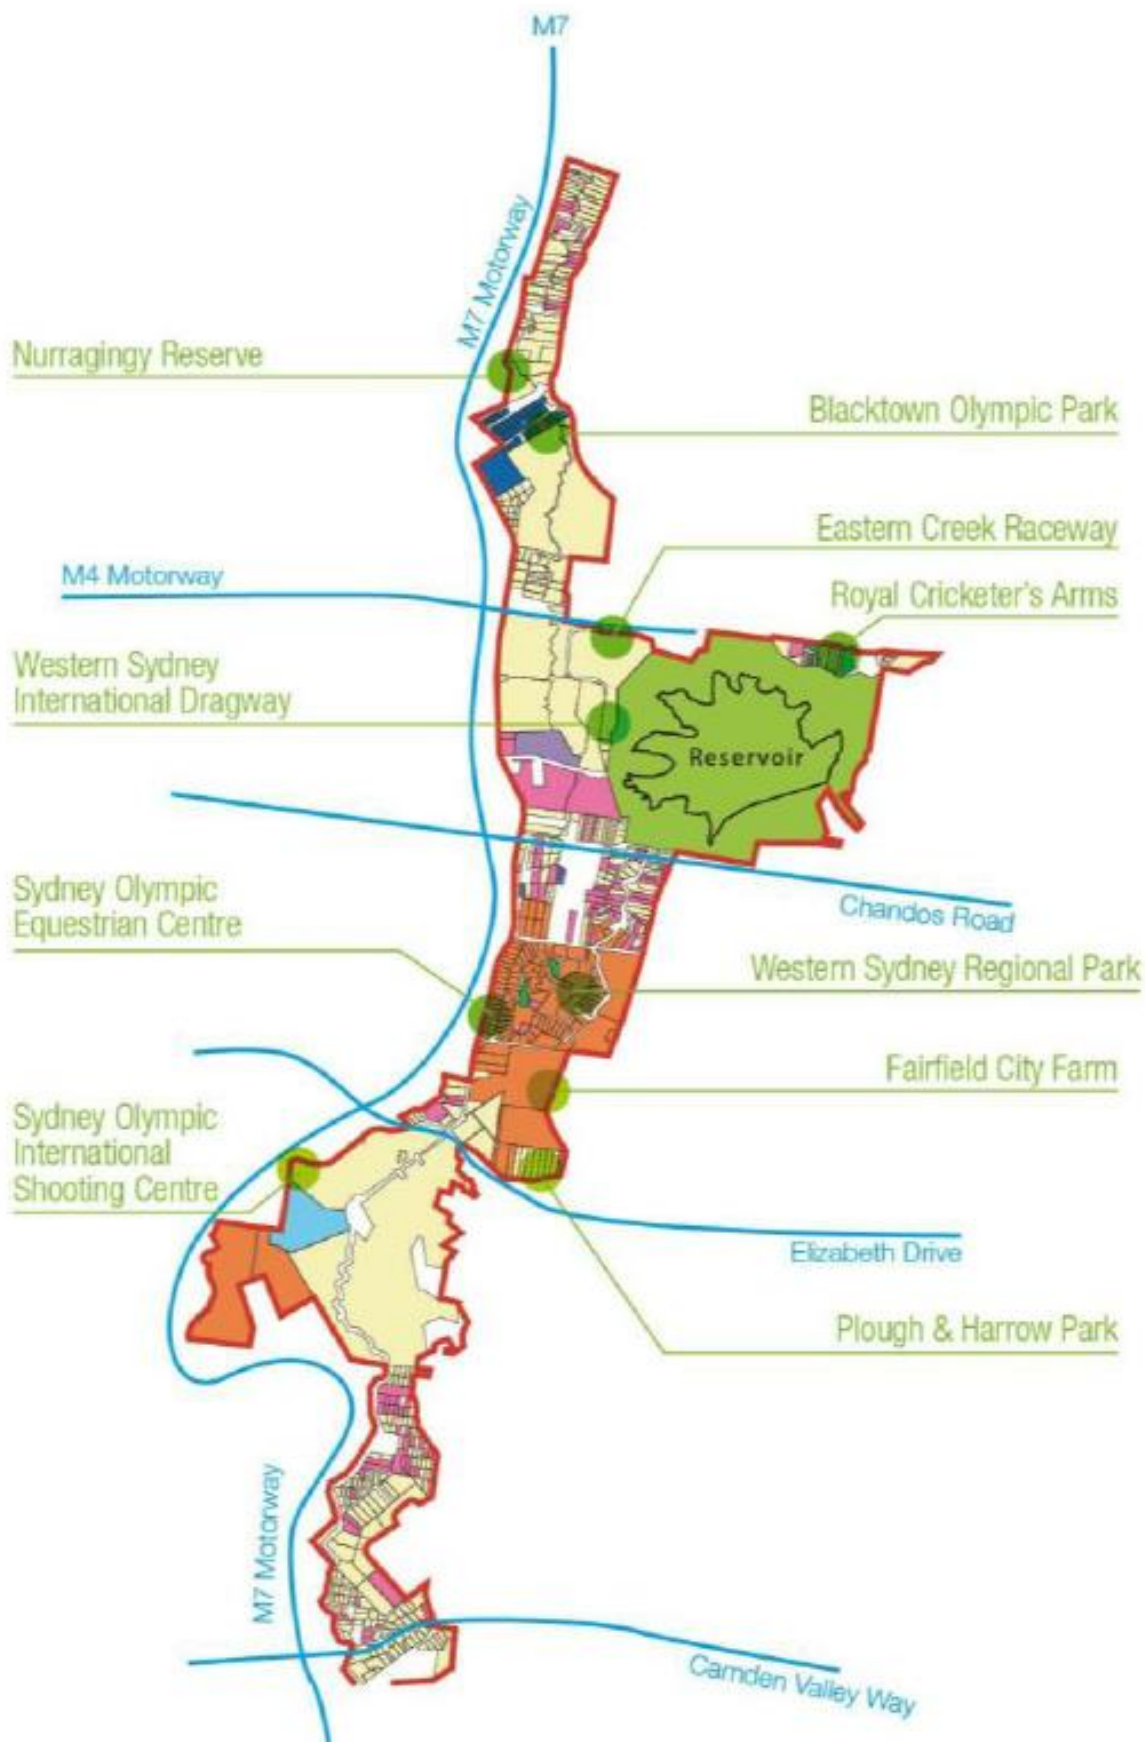 M7
M7 Motorway
Nurragingy Reserve
Blacktown Olympic Park
Eastern Creek Raceway
M4 Motorway
Royal Cricketer's Arms
Western Sydney
International Dragway
Reservoir
Sydney Olympic
Equestrian Centre
Chandos Road
Western Sydney Regional Park
Fairfield City Farm
Sydney Olympic
International
Shooting Centre
Elizabeth Drive
Plough & Harrow Park
M7 Motorway
Camden Valley Way